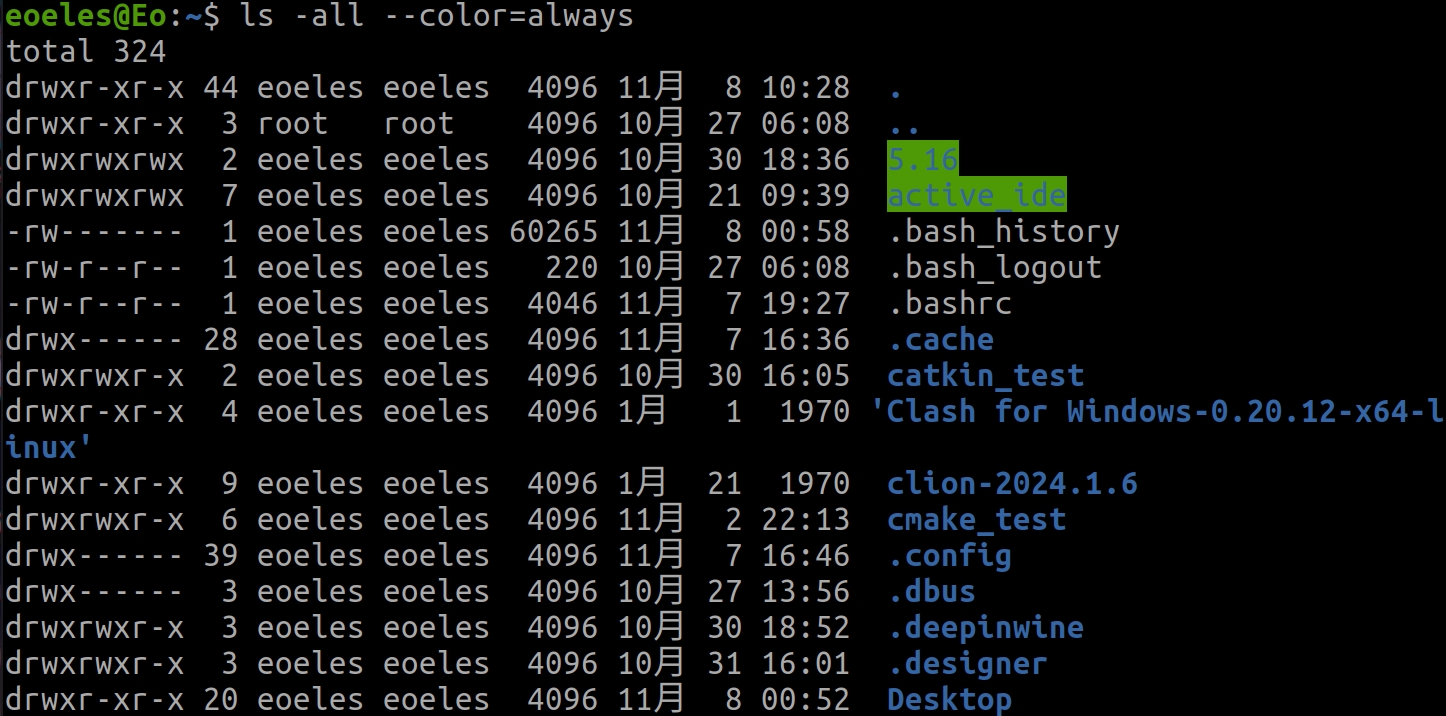 eoeles@Eo:~$ ls -all --color=always
total 324
drwxr-xr-x 44 eoeles eoeles  4096 11月  8 10:28  .
drwxr-xr-x  3 root   root    4096 10月 27 06:08  ..
drwxrwxrwx  2 eoeles eoeles  4096 10月 30 18:36  5.16
drwxrwxrwx  7 eoeles eoeles  4096 10月 21 09:39  active_ide
-rw-------  1 eoeles eoeles 60265 11月  8 00:58  .bash_history
-rw-r--r--  1 eoeles eoeles   220 10月 27 06:08  .bash_logout
-rw-r--r--  1 eoeles eoeles  4046 11月  7 19:27  .bashrc
drwx------ 28 eoeles eoeles  4096 11月  7 16:36  .cache
drwxrwxr-x  2 eoeles eoeles  4096 10月 30 16:05  catkin_test
drwxr-xr-x  4 eoeles eoeles  4096 1月   1  1970 'Clash for Windows-0.20.12-x64-l
inux'
drwxr-xr-x  9 eoeles eoeles  4096 1月  21  1970  clion-2024.1.6
drwxrwxr-x  6 eoeles eoeles  4096 11月  2 22:13  cmake_test
drwx------ 39 eoeles eoeles  4096 11月  7 16:46  .config
drwx------  3 eoeles eoeles  4096 10月 27 13:56  .dbus
drwxrwxr-x  3 eoeles eoeles  4096 10月 30 18:52  .deepinwine
drwxrwxr-x  3 eoeles eoeles  4096 10月 31 16:01  .designer
drwxr-xr-x 20 eoeles eoeles  4096 11月  8 00:52  Desktop